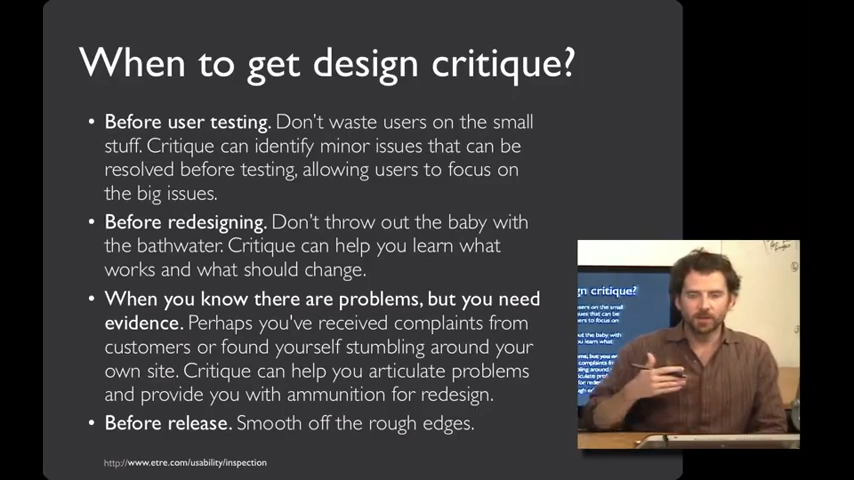 When to get design critique?
• Before user testing. Don't waste users on the small
stuff. Critique can identify minor issues that can be
resolved before testing, allowing users to focus on
the big issues.
• Before redesigning. Don't throw out the baby with
the bathwater. Critique can help you learn what
works and what should change.
• When you know there are problems, but you need
evidence. Perhaps you've received complaints from
customers or found yourself stumbling around your
own site. Critique can help you articulate problems
and provide you with ammunition for redesign.
• Before release. Smooth off the rough edges.
http://www.etre.com/usability/inspection
gn critique?